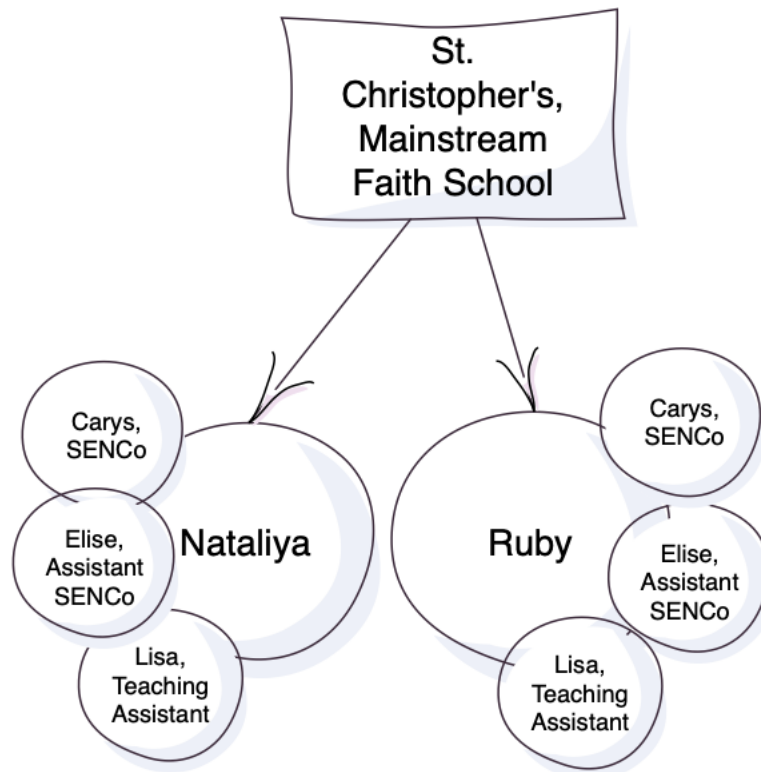 St.
Christopher's,
Mainstream
Faith School
Carys,
SENCo
Elise,
Assistant
SENCo
Nataliya
Lisa,
Teaching
Assistant
Ruby
Carys,
SENCo
Elise,
Assistant
SENCo
Lisa,
Teaching
Assistant